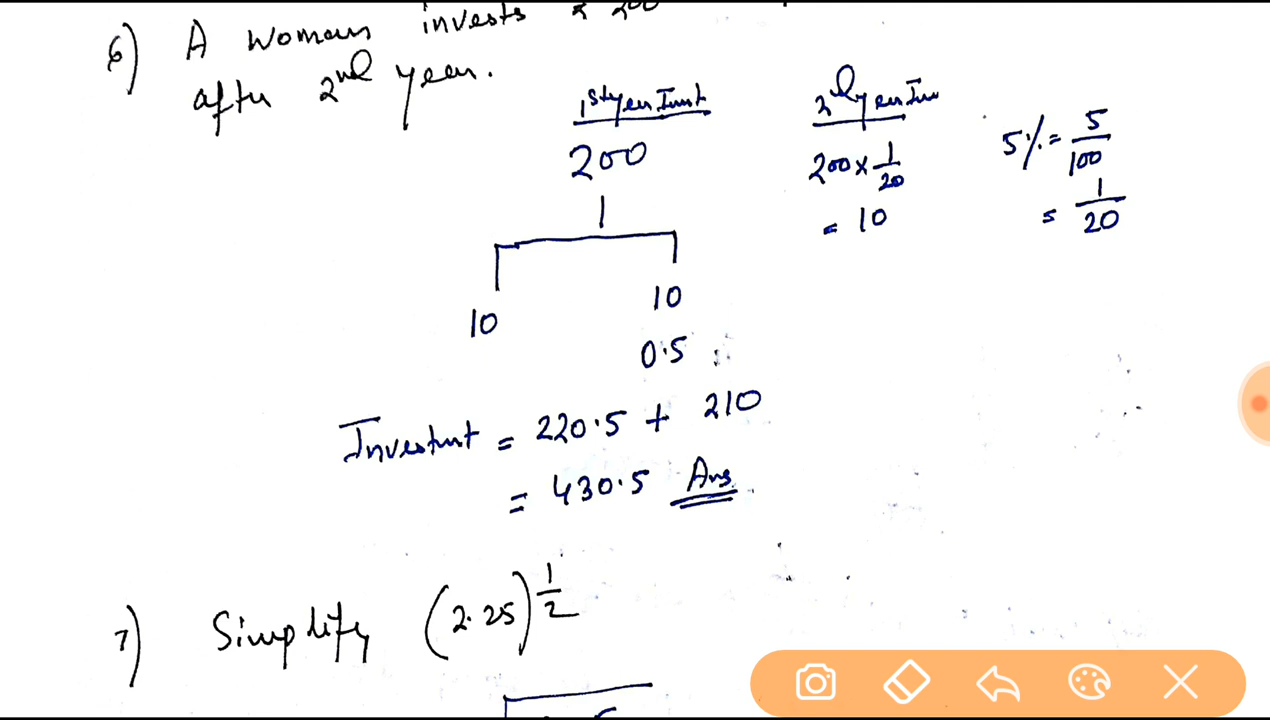 6) A woman invests ₹ 200
after 2nd year.
1st year Invt
200
10 10
0.5
2nd year Inv
200 × 1/20
= 10
5% = 5/100
= 1/20
Investment = 220.5 + 210
= 430.5 Ans
7) Simplify (2.25)^1/2